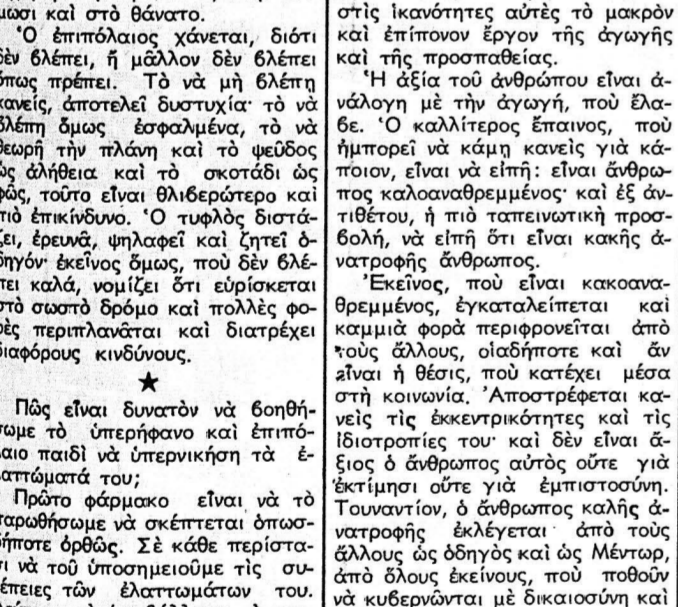 μωσι καὶ στὸ θάνατο.
Ὁ ἐπιπόλαιος χάνεται, διότι
δὲν βλέπει, ἢ μᾶλλον δὲν βλέπει
ὅπως πρέπει. Τὸ νὰ μὴ βλέπῃ
κανείς, ἀποτελεῖ δυστυχία· τὸ νὰ
βλέπῃ ὅμως ἐσφαλμένα, τὸ νὰ
θεωρῇ τὴν πλάνη καὶ τὸ ψεῦδος
ὡς ἀλήθεια καὶ τὸ σκοτάδι ὡς
φῶς, τοῦτο εἶναι θλιβερώτερο καὶ
πιὸ ἐπικίνδυνο. Ὁ τυφλὸς διστά-
ζει, ἐρευνᾶ, ψηλαφεῖ καὶ ζητεῖ ὁ-
δηγόν· ἐκεῖνος ὅμως, ποὺ δὲν βλέ-
πει καλά, νομίζει ὅτι εὑρίσκεται
στὸ σωστὸ δρόμο καὶ πολλὲς φο-
ρὲς περιπλανᾶται καὶ διατρέχει
διαφόρους κινδύνους.
★
Πῶς εἶναι δυνατὸν νὰ βοηθή-
σωμε τὸ ὑπερήφανο καὶ ἐπιπό-
λαιο παιδὶ νὰ ὑπερνικήση τὰ ἐ-
λαττώματά του;
Πρῶτο φάρμακο εἶναι νὰ τὸ
παρωθήσωμε νὰ σκέπτεται ὁπωσ-
δήποτε ὀρθῶς. Σὲ κάθε περίστα-
σι νὰ τοῦ ὑποσημειοῦμε τὶς συ-
νέπειες τῶν ἐλαττωμάτων του.
στὶς ἱκανότητες αὐτὲς τὸ μακρὸν
καὶ ἐπίπονον ἔργον τῆς ἀγωγῆς
καὶ τῆς προσπαθείας.
Ἡ ἀξία τοῦ ἀνθρώπου εἶναι ἀ-
νάλογη μὲ τὴν ἀγωγή, ποὺ ἔλα-
βε. Ὁ καλλίτερος ἔπαινος, ποὺ
ἠμπορεῖ νὰ κάμῃ κανεὶς γιὰ κά-
ποιον, εἶναι νὰ εἰπῇ: εἶναι ἄνθρω-
πος καλοαναθρεμμένος· καὶ ἐξ ἀν-
τιθέτου, ἡ πιὸ ταπεινωτικὴ προσ-
βολή, νὰ εἰπῇ ὅτι εἶναι κακῆς ἀ-
νατροφῆς ἄνθρωπος.
Ἐκεῖνος, ποὺ εἶναι κακοανα-
θρεμμένος, ἐγκαταλείπεται καὶ
καμμιὰ φορὰ περιφρονεῖται ἀπὸ
τοὺς ἄλλους, οἱαδήποτε καὶ ἂν
εἶναι ἡ θέσις, ποὺ κατέχει μέσα
στὴ κοινωνία. Ἀποστρέφεται κα-
νεὶς τὶς ἐκκεντρικότητες καὶ τὶς
ἰδιοτροπίες του· καὶ δὲν εἶναι ἄ-
ξιος ὁ ἄνθρωπος αὐτὸς οὔτε γιὰ
ἐκτίμησι οὔτε γιὰ ἐμπιστοσύνη.
Τουναντίον, ὁ ἄνθρωπος καλῆς ἀ-
νατροφῆς ἐκλέγεται ἀπὸ τοὺς
ἄλλους ὡς ὁδηγὸς καὶ ὡς Μέντωρ,
ἀπὸ ὅλους ἐκείνους, ποὺ ποθοῦν
νὰ κυβερνῶνται μὲ δικαιοσύνη καὶ